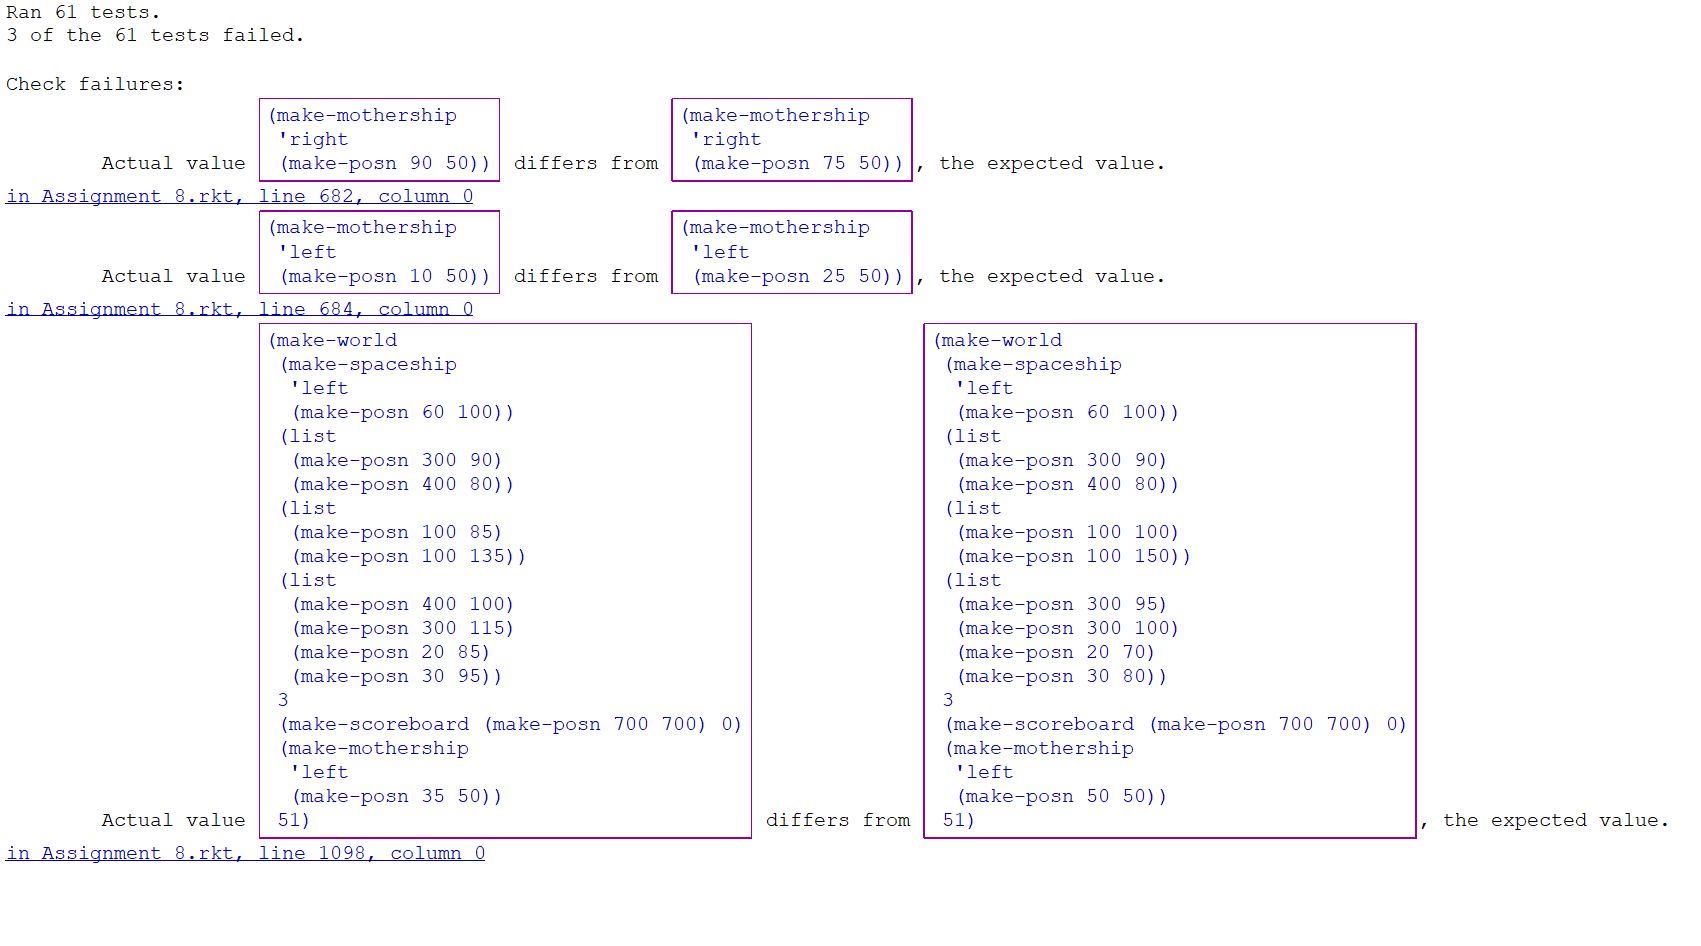 Ran 61 tests.
3 of the 61 tests failed.
Check failures:
(make-mothership (make-mothership
'right 'right
Actual value (make-posn 90 50)) differs from (make-posn 75 50)) , the expected value.
in Assignment 8.rkt, line 682, column 0
(make-mothership (make-mothership
'left 'left
Actual value (make-posn 10 50)) differs from (make-posn 25 50)) , the expected value.
in Assignment 8.rkt, line 684, column 0
(make-world (make-world
(make-spaceship (make-spaceship
'left 'left
(make-posn 60 100)) (make-posn 60 100))
(list (list
(make-posn 300 90) (make-posn 300 90)
(make-posn 400 80)) (make-posn 400 80))
(list (list
(make-posn 100 85) (make-posn 100 100)
(make-posn 100 135)) (make-posn 100 150))
(list (list
(make-posn 400 100) (make-posn 300 95)
(make-posn 300 115) (make-posn 300 100)
(make-posn 20 85) (make-posn 20 70)
(make-posn 30 95)) (make-posn 30 80))
3 3
(make-scoreboard (make-posn 700 700) 0) (make-scoreboard (make-posn 700 700) 0)
(make-mothership (make-mothership
'left 'left
(make-posn 35 50)) (make-posn 50 50))
Actual value 51) differs from 51) , the expected value.
in Assignment 8.rkt, line 1098, column 0